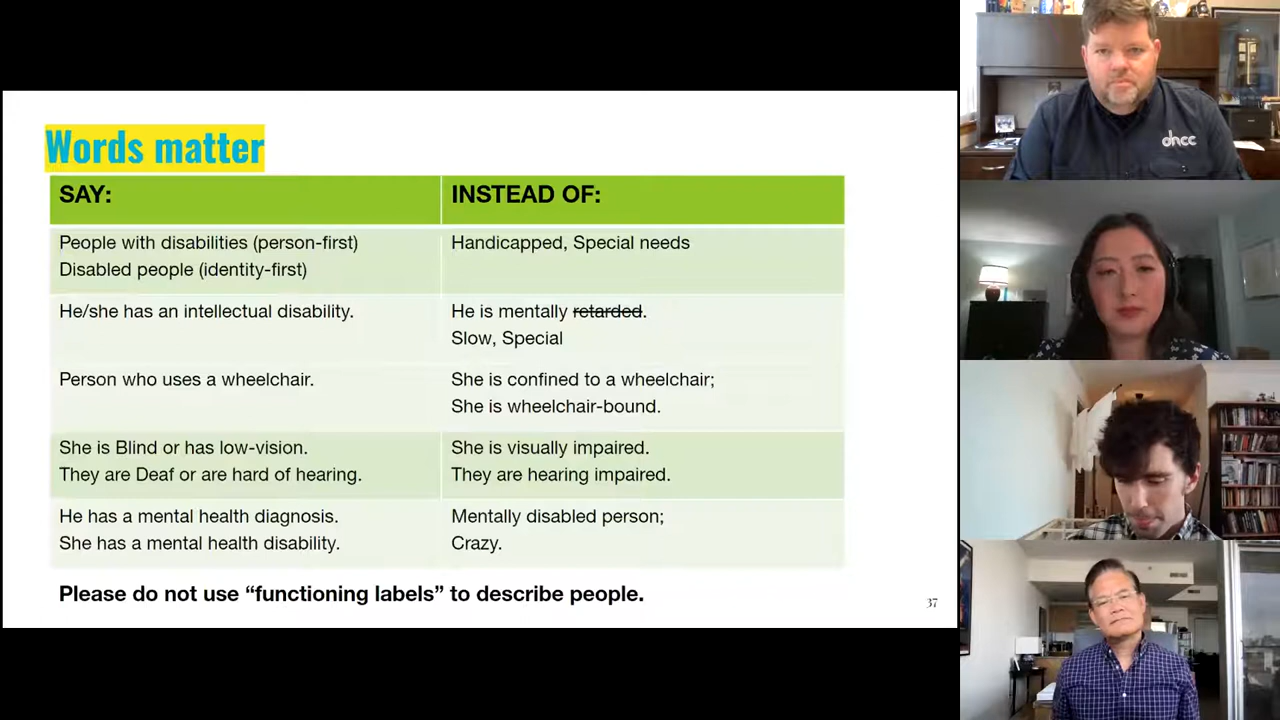 Words matter
SAY:
INSTEAD OF:
People with disabilities (person-first)
Disabled people (identity-first)
Handicapped, Special needs
He/she has an intellectual disability.
He is mentally retarded.
Slow, Special
Person who uses a wheelchair.
She is confined to a wheelchair;
She is wheelchair-bound.
She is Blind or has low-vision.
They are Deaf or are hard of hearing.
She is visually impaired.
They are hearing impaired.
He has a mental health diagnosis.
She has a mental health disability.
Mentally disabled person;
Crazy.
Please do not use “functioning labels” to describe people.
37
dncc